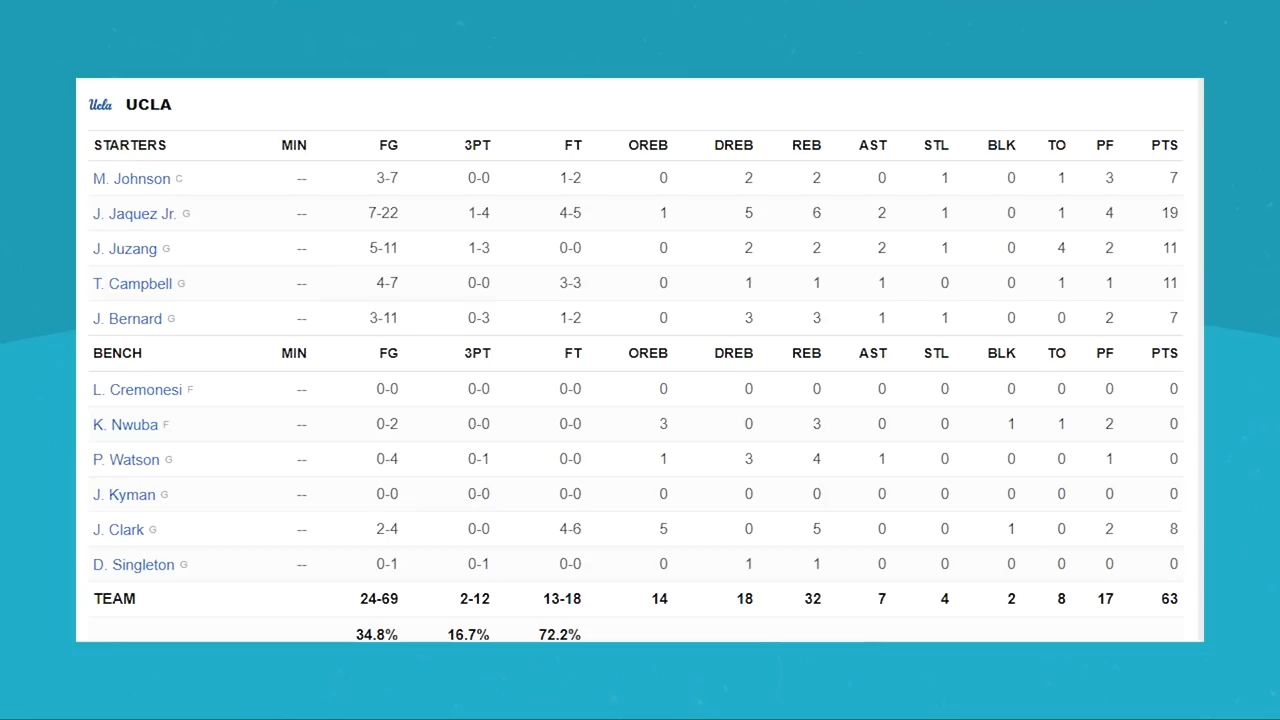 Ucla UCLA
STARTERS MIN FG 3PT FT OREB DREB REB AST STL BLK TO PF PTS
M. Johnson C -- 3-7 0-0 1-2 0 2 2 0 1 0 1 3 7
J. Jaquez Jr. G -- 7-22 1-4 4-5 1 5 6 2 1 0 1 4 19
J. Juzang G -- 5-11 1-3 0-0 0 2 2 2 1 0 4 2 11
T. Campbell G -- 4-7 0-0 3-3 0 1 1 1 0 0 1 1 11
J. Bernard G -- 3-11 0-3 1-2 0 3 3 1 1 0 0 2 7
BENCH MIN FG 3PT FT OREB DREB REB AST STL BLK TO PF PTS
L. Cremonesi F -- 0-0 0-0 0-0 0 0 0 0 0 0 0 0 0
K. Nwuba F -- 0-2 0-0 0-0 3 0 3 0 0 1 1 2 0
P. Watson G -- 0-4 0-1 0-0 1 3 4 1 0 0 0 1 0
J. Kyman G -- 0-0 0-0 0-0 0 0 0 0 0 0 0 0 0
J. Clark G -- 2-4 0-0 4-6 5 0 5 0 0 1 0 2 8
D. Singleton G -- 0-1 0-1 0-0 0 1 1 0 0 0 0 0 0
TEAM 24-69 2-12 13-18 14 18 32 7 4 2 8 17 63
34.8% 16.7% 72.2%